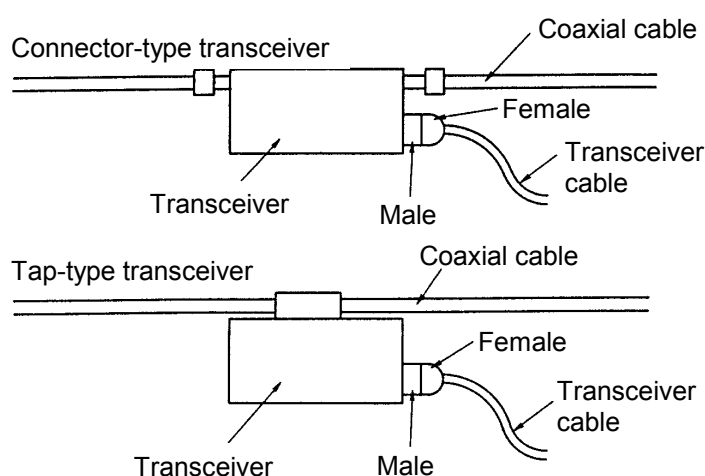 Connector-type transceiver
Coaxial cable
Female
Transceiver
cable
Transceiver
Male
Tap-type transceiver
Coaxial cable
Female
Transceiver
cable
Transceiver
Male